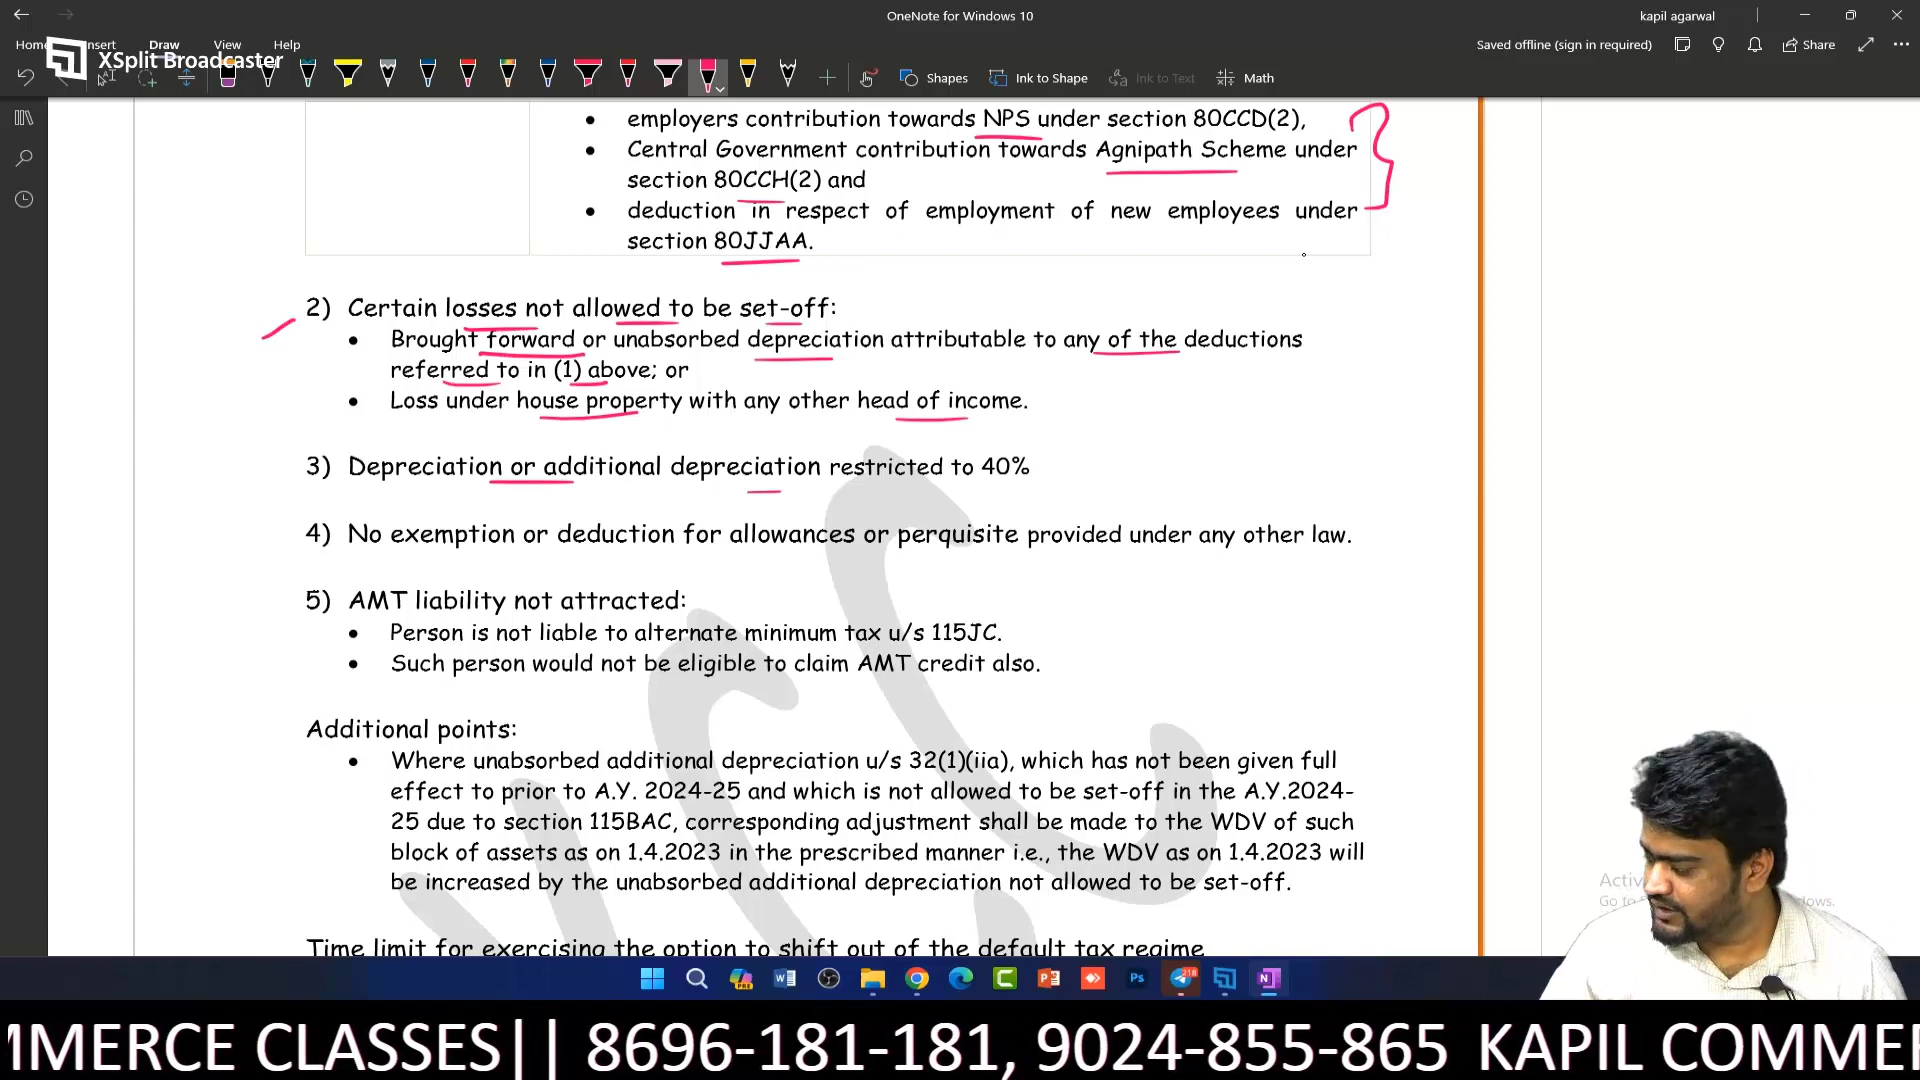 OneNote for Windows 10
kapil agarwal
Home Insert Draw View Help
XSplit Broadcaster
Saved offline (sign in required)
Share
Shapes
Ink to Shape
Ink to Text
Math
• employers contribution towards NPS under section 80CCD(2),
• Central Government contribution towards Agnipath Scheme under
section 80CCH(2) and
• deduction in respect of employment of new employees under
section 80JJAA.
2) Certain losses not allowed to be set-off:
• Brought forward or unabsorbed depreciation attributable to any of the deductions
referred to in (1) above; or
• Loss under house property with any other head of income.
3) Depreciation or additional depreciation restricted to 40%
4) No exemption or deduction for allowances or perquisite provided under any other law.
5) AMT liability not attracted:
• Person is not liable to alternate minimum tax u/s 115JC.
• Such person would not be eligible to claim AMT credit also.
Additional points:
• Where unabsorbed additional depreciation u/s 32(1)(iia), which has not been given full
effect to prior to A.Y. 2024-25 and which is not allowed to be set-off in the A.Y.2024-
25 due to section 115BAC, corresponding adjustment shall be made to the WDV of such
block of assets as on 1.4.2023 in the prescribed manner i.e., the WDV as on 1.4.2023 will
be increased by the unabsorbed additional depreciation not allowed to be set-off.
Time limit for exercising the option to shift out of the default tax regime
KCC
218
MMERCE CLASSES|| 8696-181-181, 9024-855-865 KAPIL COMME